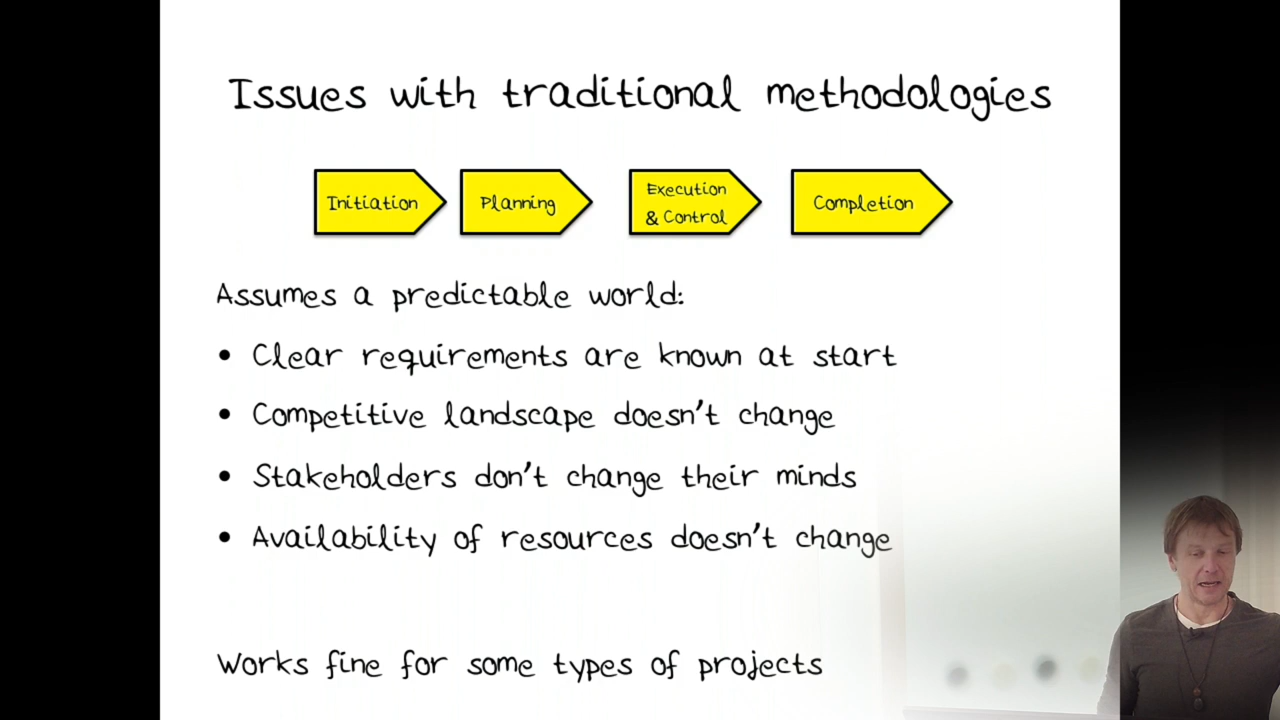 Issues with traditional methodologies
Initiation
Planning
Execution
& Control
Completion
Assumes a predictable world:
• Clear requirements are known at start
• Competitive landscape doesn't change
• Stakeholders don't change their minds
• Availability of resources doesn't change
Works fine for some types of projects